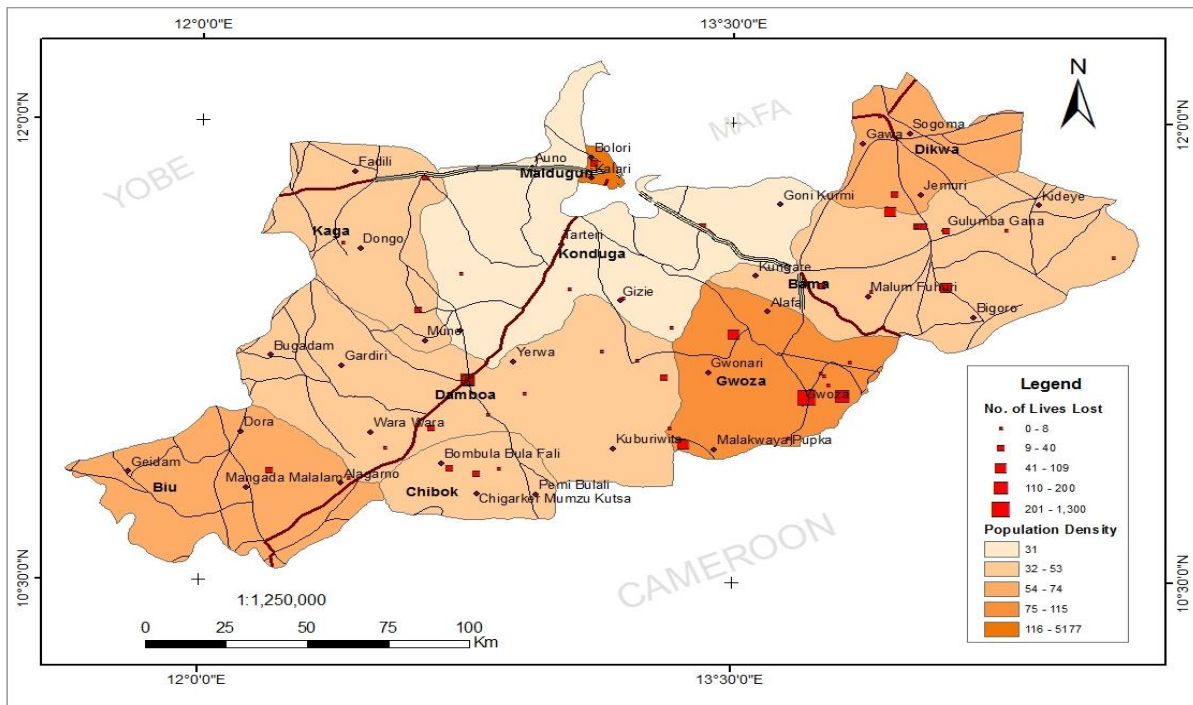 12°0'0"E 13°30'0"E
N
12°0'0"N
12°0'0"N
YOBE
MAFA
Sogoma
Gawa
Dikwa
Bolori
Auno
Maiduguri
Kalari
Fadili
Jemuri
Goni Kurmi
Kideye
Gulumba Gana
Kaga
Dongo
Tarteri
Konduga
Kungare
Bama
Malum Fuhuri
Gizie
Alafa
Bigoro
Muno
Bugadam
Gardiri
Yerwa
Gwonari
Gwoza
Damboa
Gwoza
Dora
Wara Wara
Kuburiwita
Malakwaya Pupka
Geidam
Biu
Mangada Malalam
Alagarno
Bombula Bula Fali
Chibok
Pemi Bulali
Chigarker Mumzu Kutsa
CAMEROON
10°30'0"N
10°30'0"N
1:1,250,000
0 25 50 75 100
Km
Legend
No. of Lives Lost
0 - 8
9 - 40
41 - 109
110 - 200
201 - 1,300
Population Density
31
32 - 53
54 - 74
75 - 115
116 - 5177
12°0'0"E 13°30'0"E